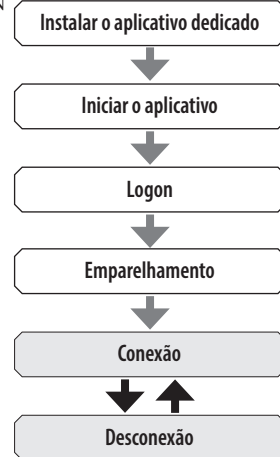 N
Instalar o aplicativo dedicado
Iniciar o aplicativo
Logon
Emparelhamento
Conexão
Desconexão